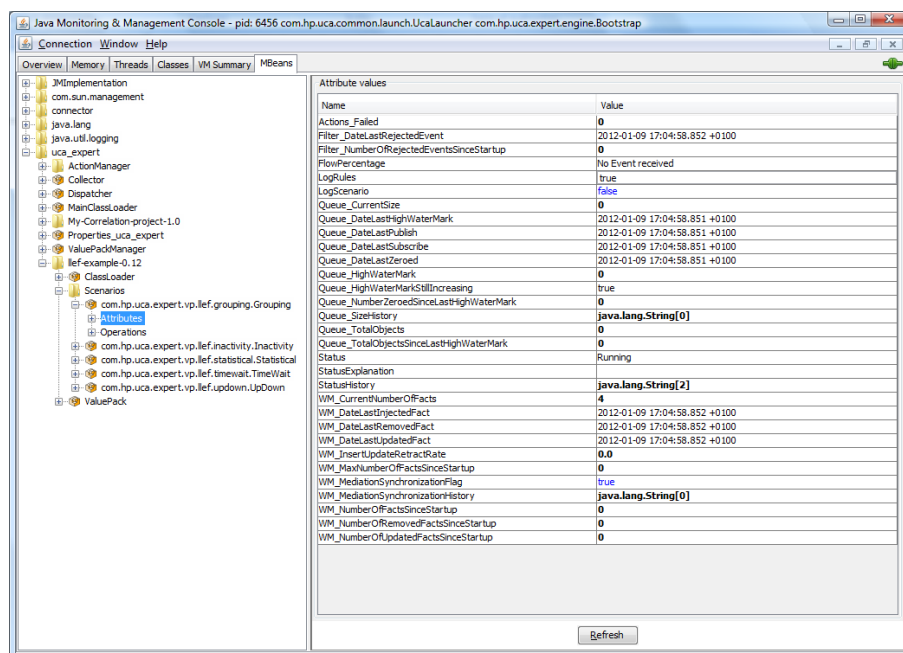 Java Monitoring & Management Console - pid: 6456 com.hp.uca.common.launch.UcaLauncher com.hp.uca.expert.engine.Bootstrap
Connection Window Help
Overview Memory Threads Classes VM Summary MBeans
JMImplementation
com.sun.management
connector
java.lang
java.util.logging
uca_expert
ActionManager
Collector
Dispatcher
MainClassLoader
My-Correlation-project-1.0
Properties_uca_expert
ValuePackManager
llef-example-0.12
ClassLoader
Scenarios
com.hp.uca.expert.vp.llef.grouping.Grouping
Attributes
Operations
com.hp.uca.expert.vp.llef.inactivity.Inactivity
com.hp.uca.expert.vp.llef.statistical.Statistical
com.hp.uca.expert.vp.llef.timewait.TimeWait
com.hp.uca.expert.vp.llef.updown.UpDown
ValuePack
Attribute values
Name Value
Actions_Failed 0
Filter_DateLastRejectedEvent 2012-01-09 17:04:58.852 +0100
Filter_NumberOfRejectedEventsSinceStartup 0
FlowPercentage No Event received
LogRules true
LogScenario false
Queue_CurrentSize 0
Queue_DateLastHighWaterMark 2012-01-09 17:04:58.851 +0100
Queue_DateLastPublish 2012-01-09 17:04:58.851 +0100
Queue_DateLastSubscribe 2012-01-09 17:04:58.852 +0100
Queue_DateLastZeroed 2012-01-09 17:04:58.851 +0100
Queue_HighWaterMark 0
Queue_HighWaterMarkStillIncreasing true
Queue_NumberZeroedSinceLastHighWaterMark 0
Queue_SizeHistory java.lang.String[0]
Queue_TotalObjects 0
Queue_TotalObjectsSinceLastHighWaterMark 0
Status Running
StatusExplanation
StatusHistory java.lang.String[2]
WM_CurrentNumberOfFacts 4
WM_DateLastInjectedFact 2012-01-09 17:04:58.852 +0100
WM_DateLastRemovedFact 2012-01-09 17:04:58.852 +0100
WM_DateLastUpdatedFact 2012-01-09 17:04:58.852 +0100
WM_InsertUpdateRetractRate 0.0
WM_MaxNumberOfFactsSinceStartup 0
WM_MediationSynchronizationFlag true
WM_MediationSynchronizationHistory java.lang.String[0]
WM_NumberOfFactsSinceStartup 0
WM_NumberOfRemovedFactsSinceStartup 0
WM_NumberOfUpdatedFactsSinceStartup 0
Refresh